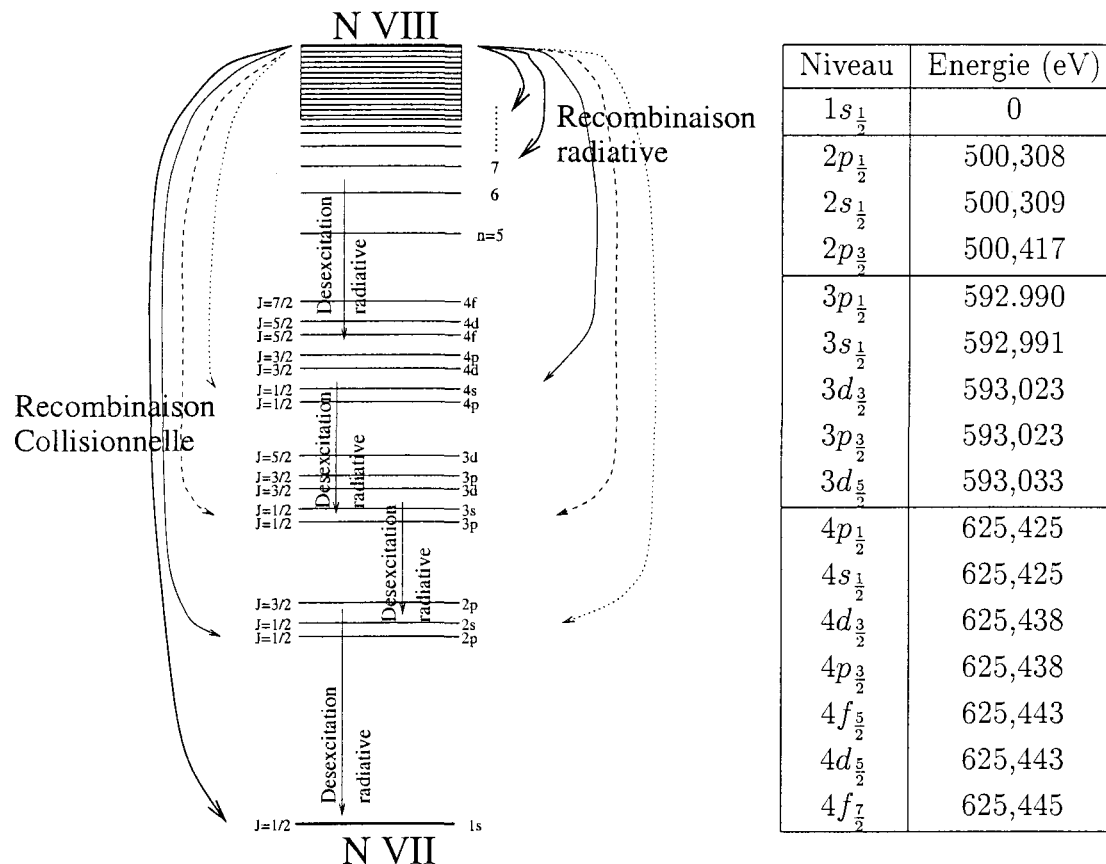 N VIII
Recombinaison
radiative
7
6
n=5
Desexcitation
radiative
J=7/2 4f
J=5/2 4d
J=5/2 4f
J=3/2 4p
J=3/2 4d
J=1/2 4s
J=1/2 4p
Recombinaison
Collisionnelle
Desexcitation
radiative
J=5/2 3d
J=3/2 3p
J=3/2 3d
J=1/2 3s
J=1/2 3p
Desexcitation
radiative
J=3/2 2p
J=1/2 2s
J=1/2 2p
Desexcitation
radiative
J=1/2 1s
N VII
Niveau Energie (eV)
1s½ 0
2p½ 500,308
2s½ 500,309
2p3/2 500,417
3p½ 592.990
3s½ 592,991
3d3/2 593,023
3p3/2 593,023
3d5/2 593,033
4p½ 625,425
4s½ 625,425
4d3/2 625,438
4p3/2 625,438
4f5/2 625,443
4d5/2 625,443
4f7/2 625,445